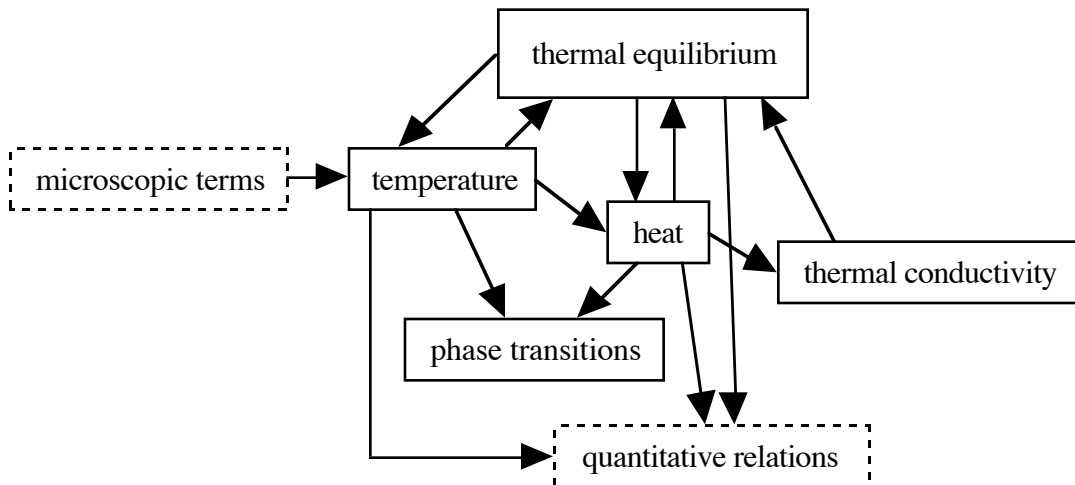 thermal equilibrium
microscopic terms
temperature
heat
thermal conductivity
phase transitions
quantitative relations